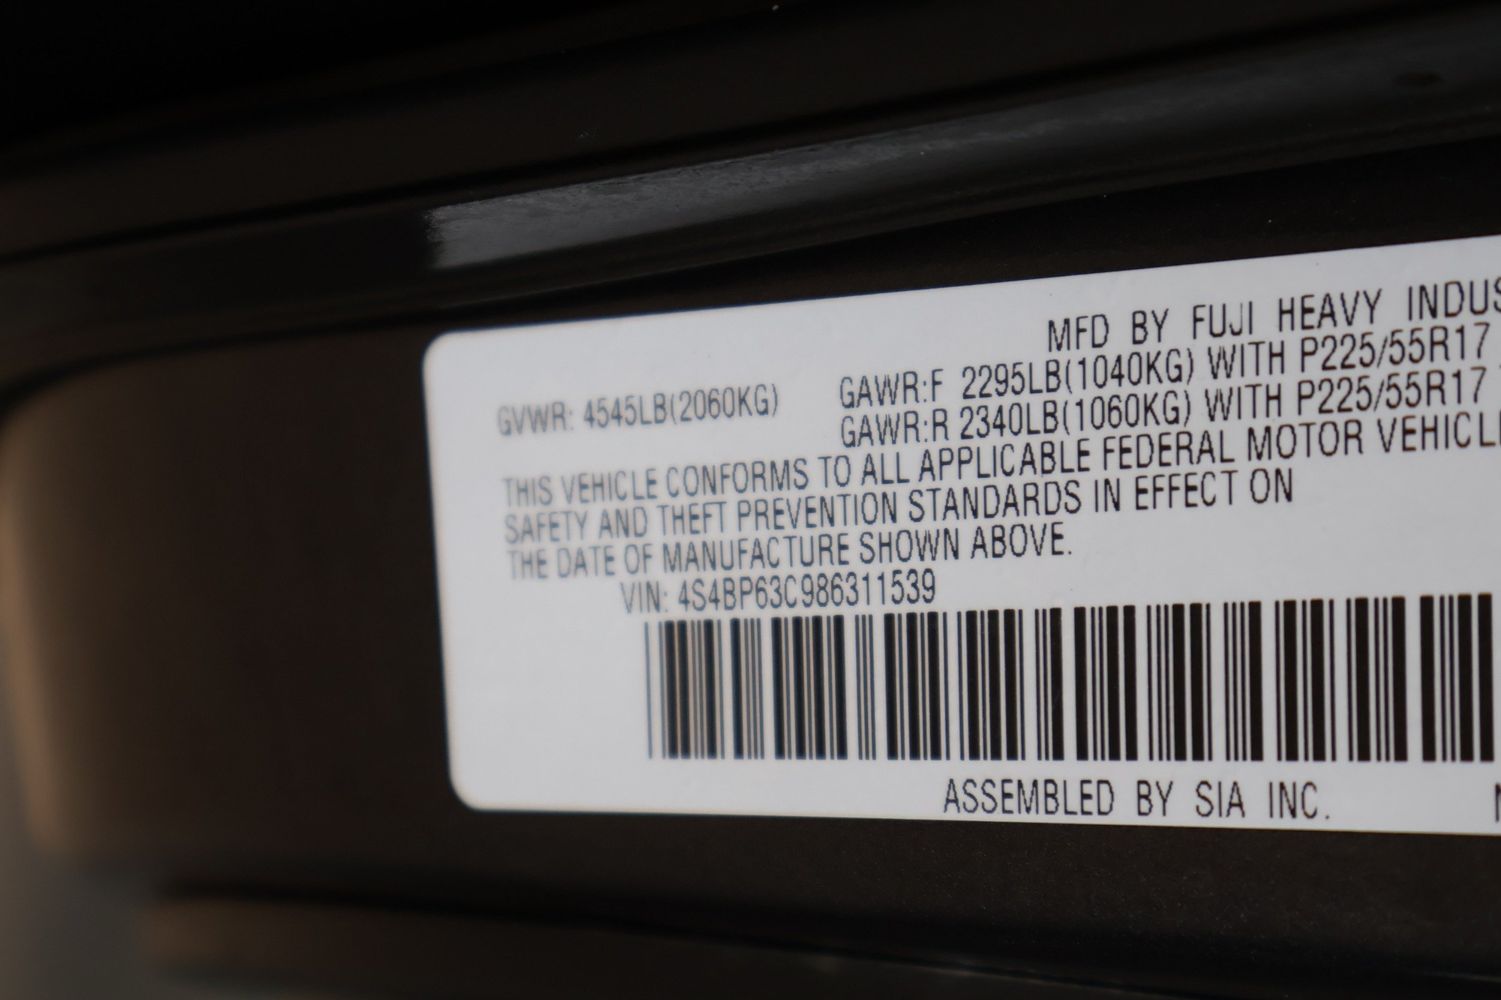 MFD BY FUJI HEAVY INDUS
GVWR: 4545LB(2060KG) GAWR:F 2295LB(1040KG) WITH P225/55R17
GAWR:R 2340LB(1060KG) WITH P225/55R17
THIS VEHICLE CONFORMS TO ALL APPLICABLE FEDERAL MOTOR VEHICL
SAFETY AND THEFT PREVENTION STANDARDS IN EFFECT ON
THE DATE OF MANUFACTURE SHOWN ABOVE.
VIN: 4S4BP63C986311539
ASSEMBLED BY SIA INC.